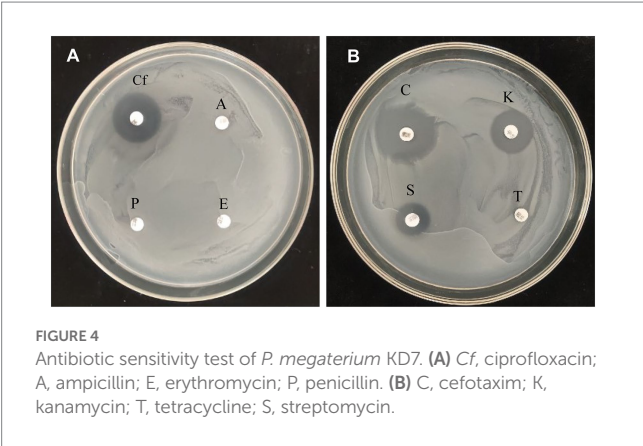 A
B
Cf
A
C
K
P
E
S
T
FIGURE 4
Antibiotic sensitivity test of P. megaterium KD7. (A) Cf, ciprofloxacin;
A, ampicillin; E, erythromycin; P, penicillin. (B) C, cefotaxim; K,
kanamycin; T, tetracycline; S, streptomycin.